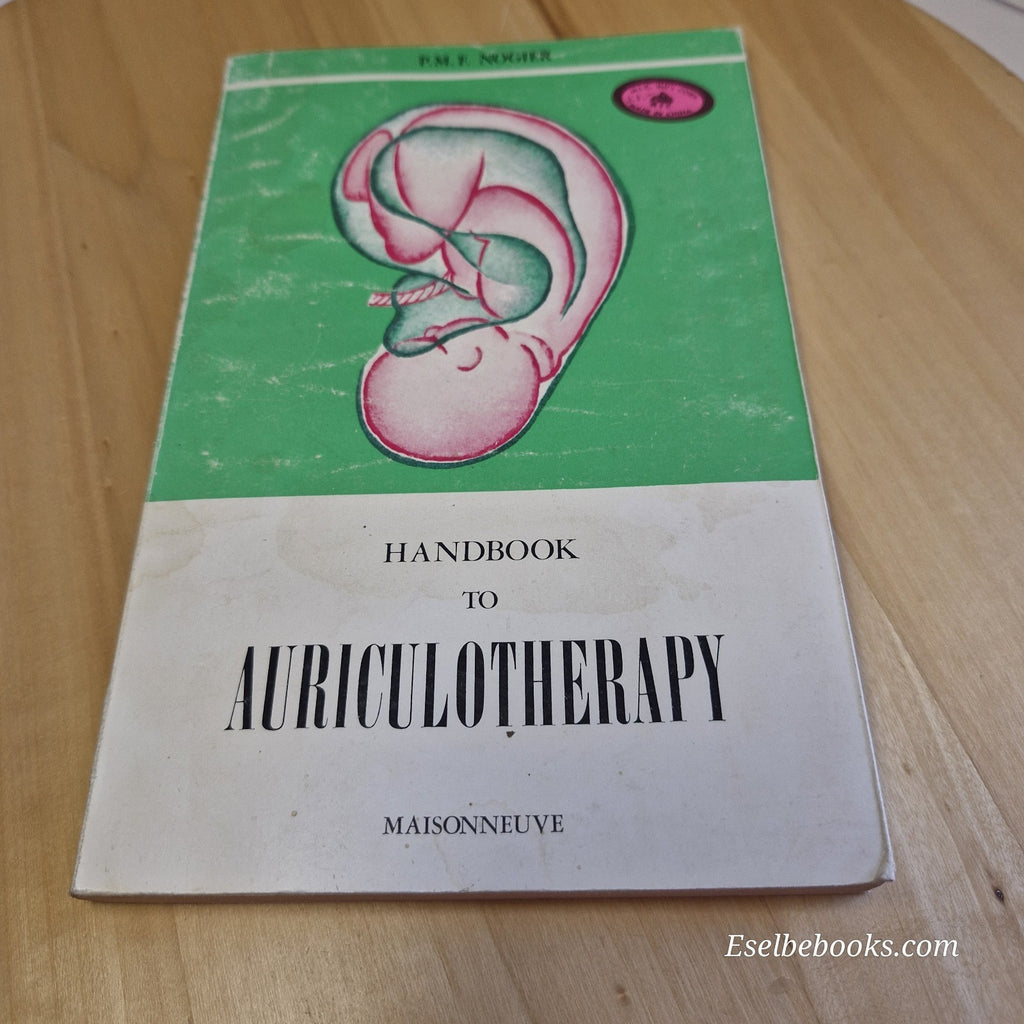 P.M.F. NOGIER
HANDBOOK
TO
AURICULOTHERAPY
MAISONNEUVE
Eselbebooks.com